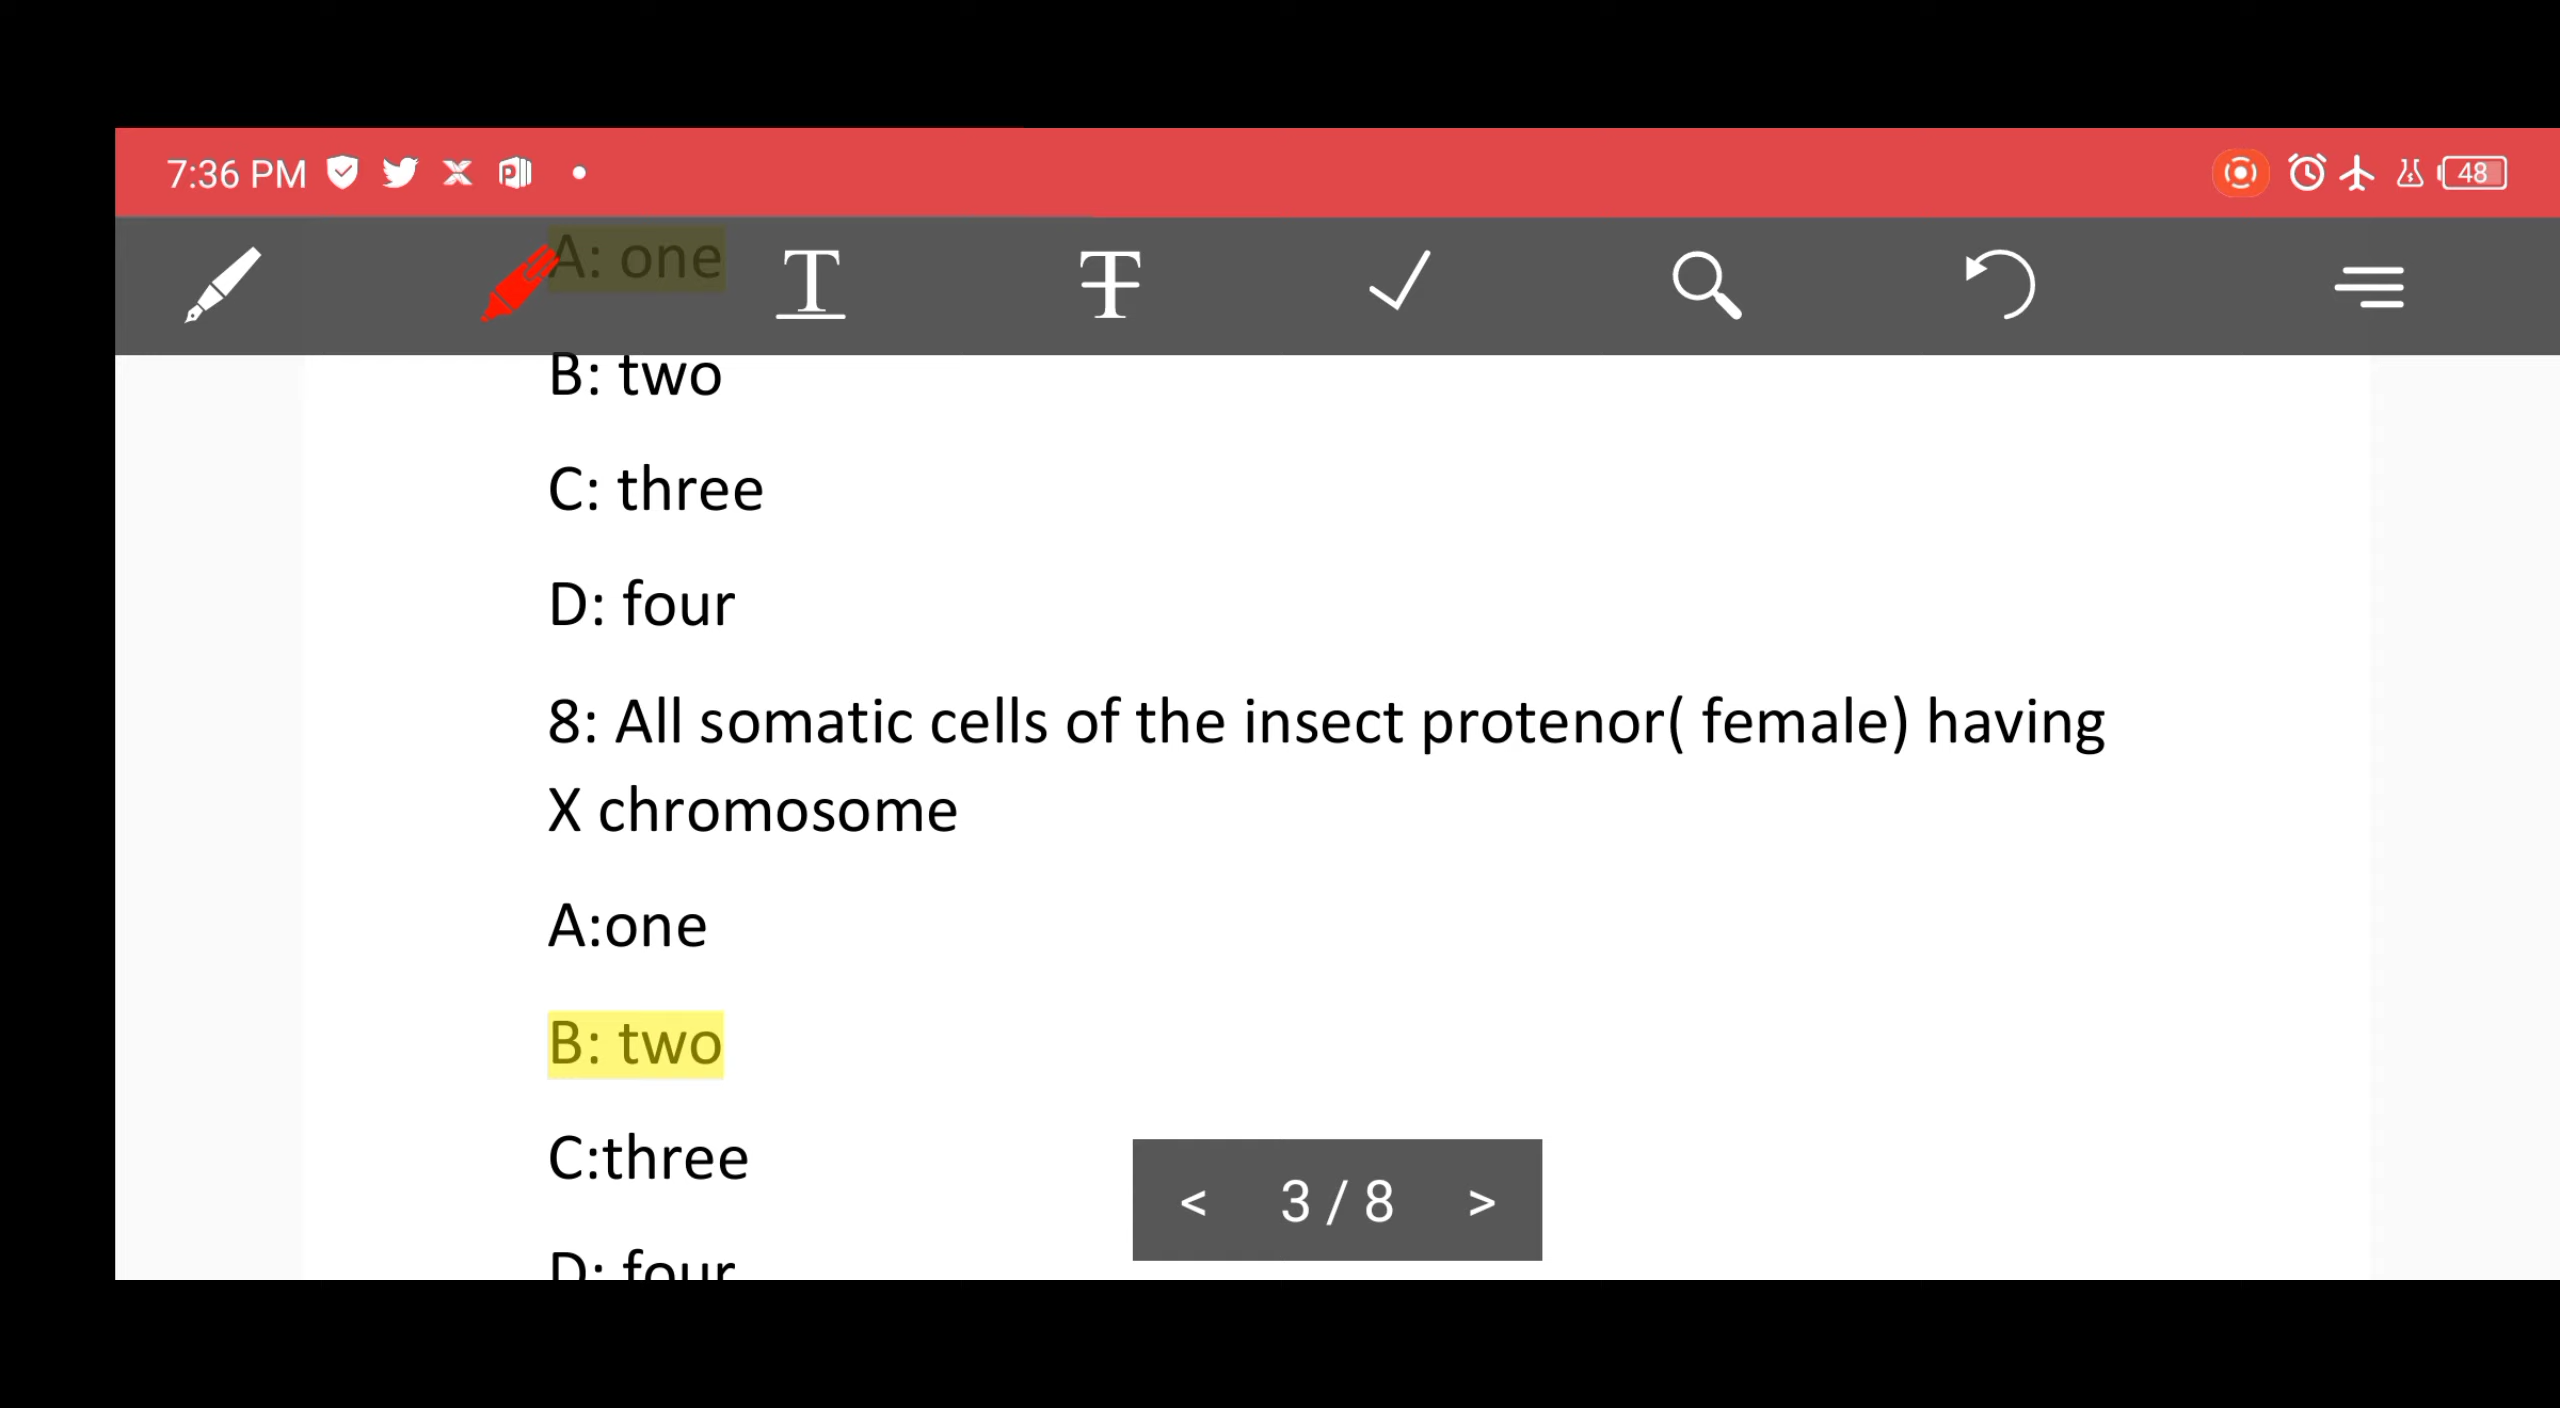 7:36 PM
48
A: one
B: two
C: three
D: four
8: All somatic cells of the insect protenor( female) having
X chromosome
A:one
B: two
C:three
D: four
< 3 / 8 >